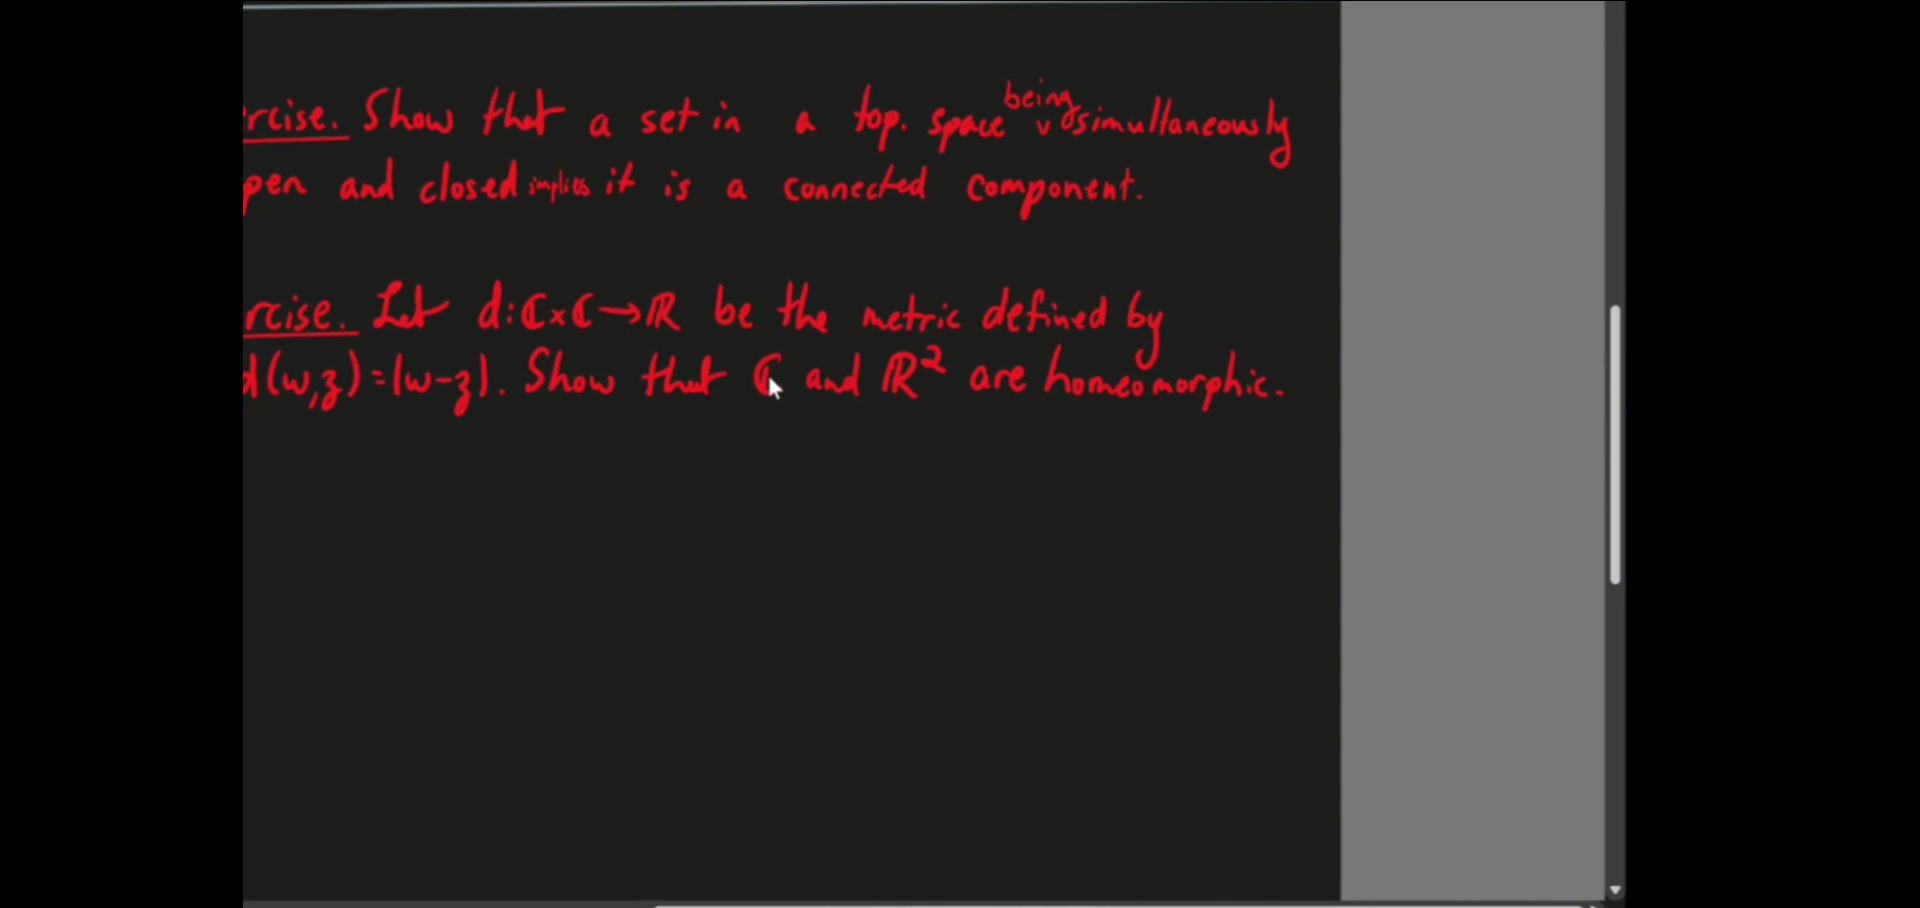 rcise. Show that a set in a top. space being simultaneously
pen and closed implies it is a connected component.
rcise. Let d:ℂ×ℂ→ℝ be the metric defined by
d(w,z)=|w-z|. Show that ℂ and ℝ² are homeomorphic.